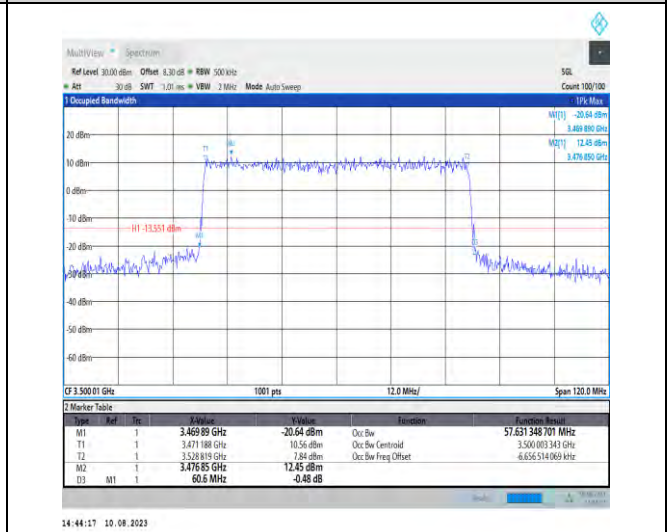 MultiView Spectrum
Ref Level 30.00 dBm Offset 8.30 dB RBW 500 kHz SGL
Att 30 dB SWT 1.01 ms VBW 2 MHz Mode Auto Sweep Count 100/100
1 Occupied Bandwidth 1Pk Max
M1[1] -20.64 dBm
3.469 890 GHz
M2[1] 12.45 dBm
3.476 850 GHz
20 dBm
T1
M2
T2
10 dBm
0 dBm
-10 dBm
H1 -13.551 dBm
M1
D3
-20 dBm
-30 dBm
-40 dBm
-50 dBm
-60 dBm
CF 3.500 01 GHz 1001 pts 12.0 MHz/ Span 120.0 MHz
2 Marker Table
Type Ref Trc X-Value Y-Value Function Function Result
M1 1 3.469 89 GHz -20.64 dBm Occ Bw 57.631 348 701 MHz
T1 1 3.471 188 GHz 10.56 dBm Occ Bw Centroid 3.500 003 343 GHz
T2 1 3.528 819 GHz 7.84 dBm Occ Bw Freq Offset -6.656 514 069 kHz
M2 1 3.476 85 GHz 12.45 dBm
D3 M1 1 60.6 MHz -0.48 dB
14:44:17 10.08.2023